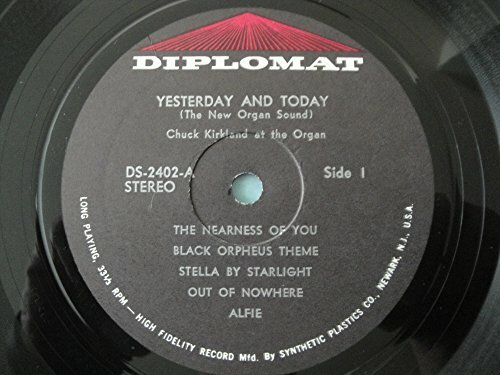 DIPLOMAT
YESTERDAY AND TODAY
(The New Organ Sound)
Chuck Kirkland at the Organ
DS-2402-A
STEREO
Side 1
THE NEARNESS OF YOU
BLACK ORPHEUS THEME
STELLA BY STARLIGHT
OUT OF NOWHERE
ALFIE
LONG PLAYING, 33⅓ RPM — HIGH FIDELITY RECORD Mfd. By SYNTHETIC PLASTICS CO., NEWARK, N.J., U.S.A.